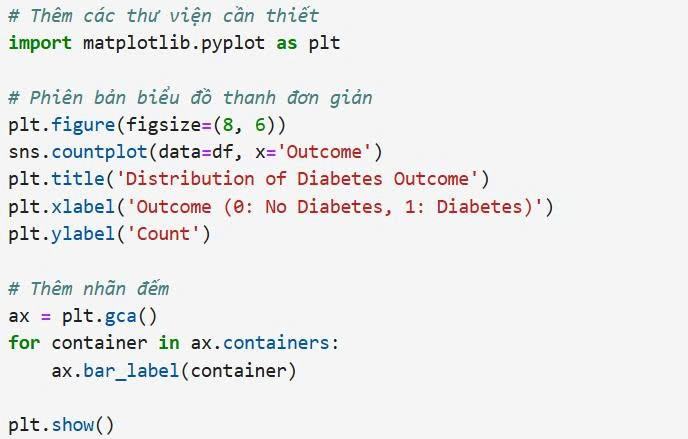 # Thêm các thư viện cần thiết
import matplotlib.pyplot as plt

# Phiên bản biểu đồ thanh đơn giản
plt.figure(figsize=(8, 6))
sns.countplot(data=df, x='Outcome')
plt.title('Distribution of Diabetes Outcome')
plt.xlabel('Outcome (0: No Diabetes, 1: Diabetes)')
plt.ylabel('Count')

# Thêm nhãn đếm
ax = plt.gca()
for container in ax.containers:
    ax.bar_label(container)

plt.show()